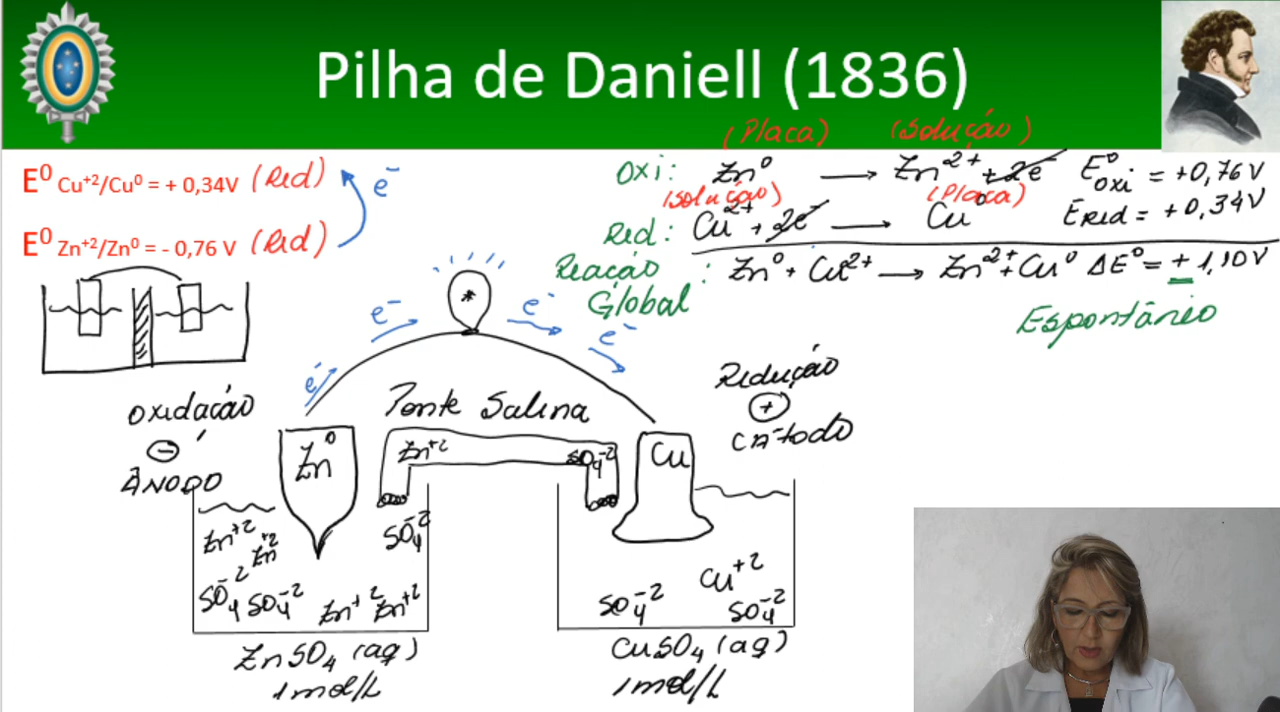 Pilha de Daniell (1836)
(Placa) (Solução)
Oxi: Zn⁰ → Zn²⁺ + 2e⁻ E⁰oxi = +0,76V
(Solução) (Placa)
Red: Cu²⁺ + 2e⁻ → Cu⁰ Ered = +0,34V
Reação Global: Zn⁰ + Cu²⁺ → Zn²⁺ + Cu⁰ ΔE⁰ = +1,10V
Espontâneo
E⁰ Cu⁺²/Cu⁰ = + 0,34V (Red)
e⁻
E⁰ Zn⁺²/Zn⁰ = - 0,76 V (Red)
e⁻ e⁻ e⁻ e⁻
Oxidação
⊖
ÂNODO
Ponte Salina
Redução
⊕
CÁTODO
Zn⁰
Zn⁺² SO₄⁻²
Cu
Zn⁺² Zn⁺² SO₄⁻²
SO₄⁻² SO₄⁻² Zn⁺² Zn⁺²
Cu⁺²
SO₄⁻² SO₄⁻²
ZnSO₄ (aq)
1mol/L
CuSO₄ (aq)
1mol/L